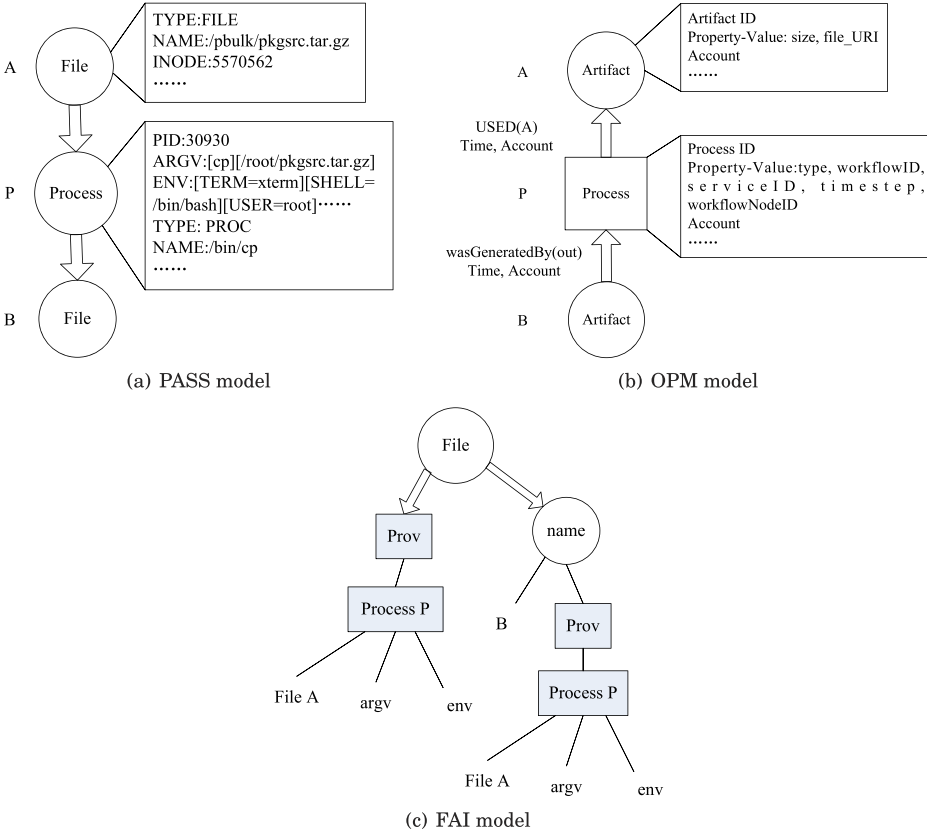 A
File
TYPE:FILE
NAME:/pbulk/pkgsrc.tar.gz
INODE:5570562
......
P
Process
PID:30930
ARGV:[cp][/root/pkgsrc.tar.gz]
ENV:[TERM=xterm][SHELL=
/bin/bash][USER=root]......
TYPE: PROC
NAME:/bin/cp
......
B
File
(a) PASS model
A
Artifact
Artifact ID
Property-Value: size, file_URI
Account
......
USED(A)
Time, Account
P
Process
Process ID
Property-Value:type, workflowID,
serviceID, timestep,
workflowNodeID
Account
......
wasGeneratedBy(out)
Time, Account
B
Artifact
(b) OPM model
File
Prov
name
Process P
B
Prov
File A
argv
env
Process P
File A
argv
env
(c) FAI model